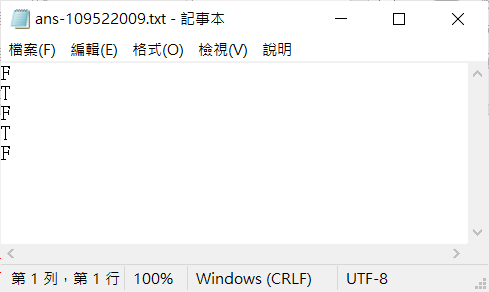 ans-109522009.txt - 記事本
檔案(F) 編輯(E) 格式(O) 檢視(V) 說明
F
T
F
T
F
第 1 列，第 1 行 100% Windows (CRLF) UTF-8